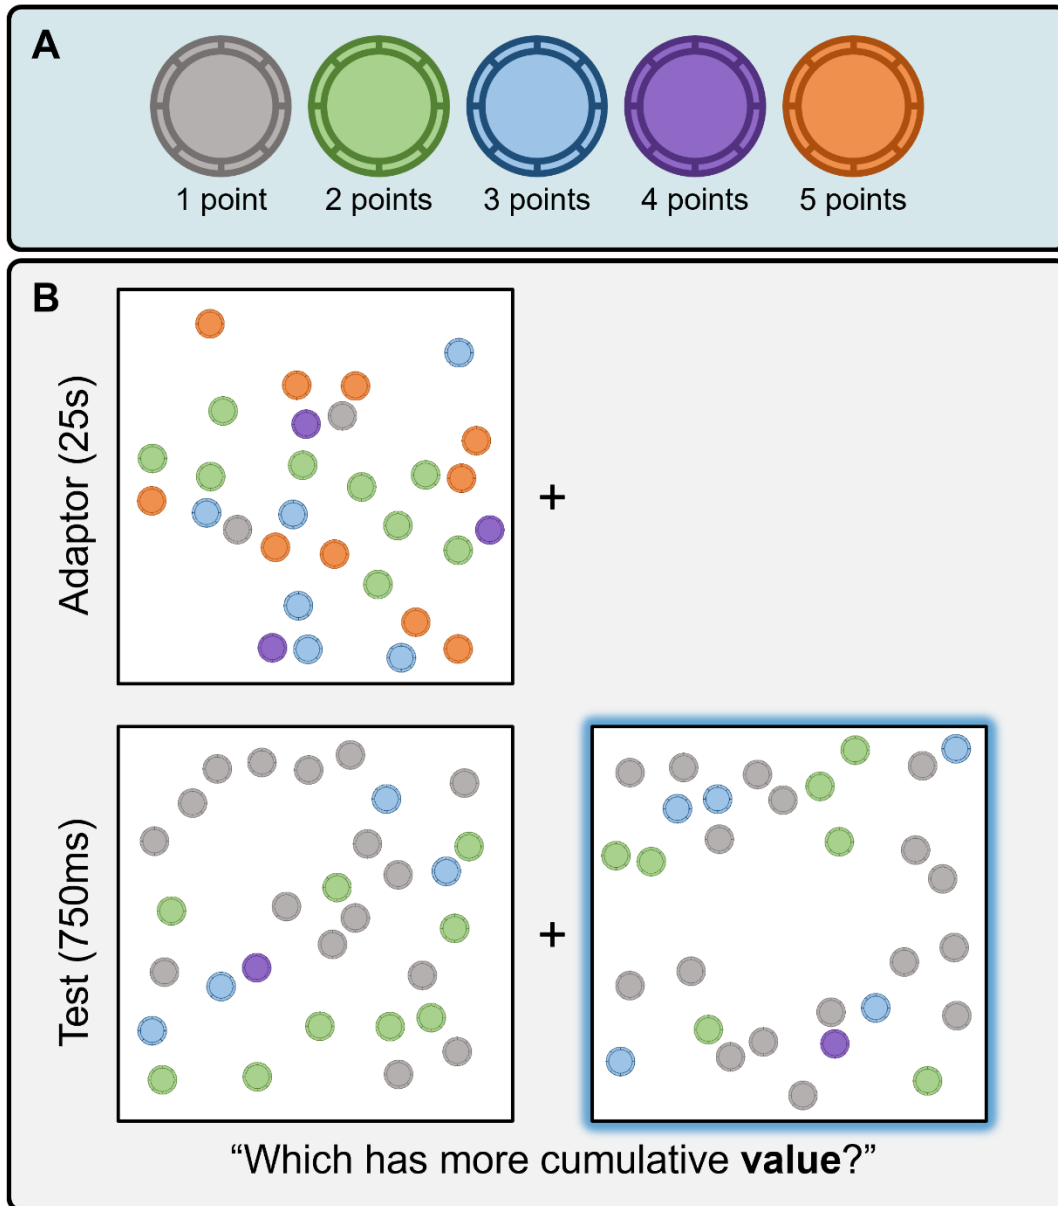 A
1 point 2 points 3 points 4 points 5 points
B
Adaptor (25s)
+
Test (750ms)
+
“Which has more cumulative value?”